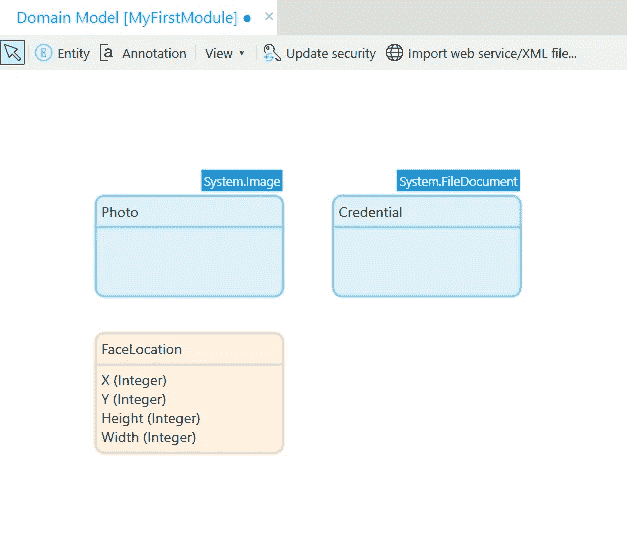 Domain Model [MyFirstModule]
Entity Annotation View Update security Import web service/XML file...
System.Image System.FileDocument
Photo Credential
FaceLocation
X (Integer)
Y (Integer)
Height (Integer)
Width (Integer)